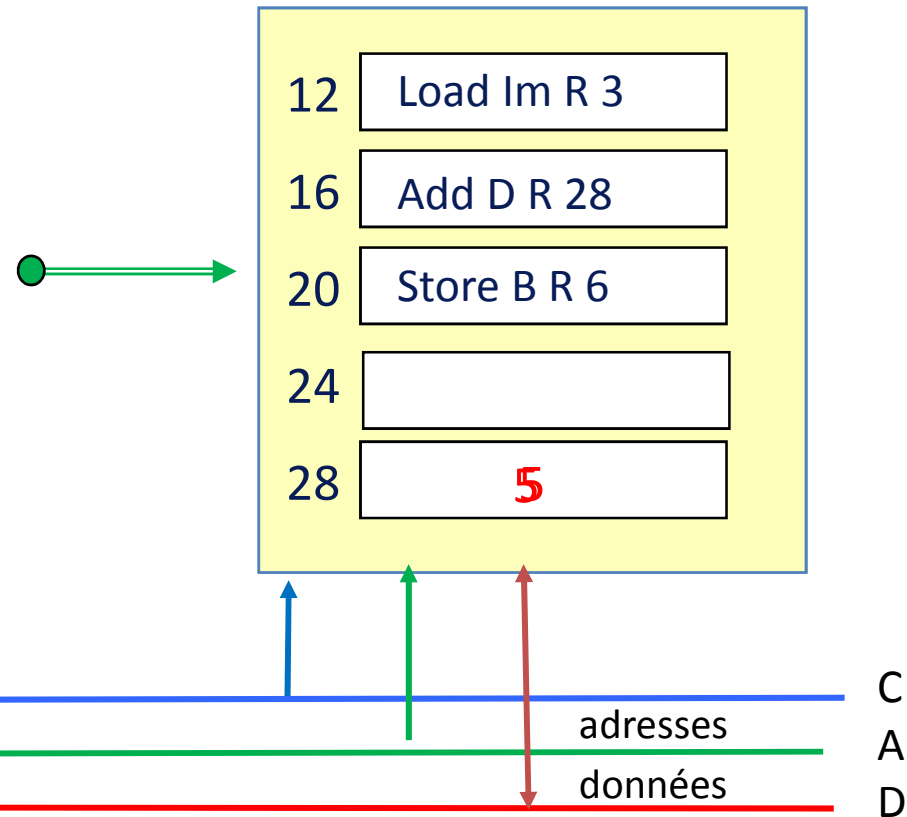 12 Load Im R 3
16 Add D R 28
20 Store B R 6
24
28 5
C
adresses
A
données
D